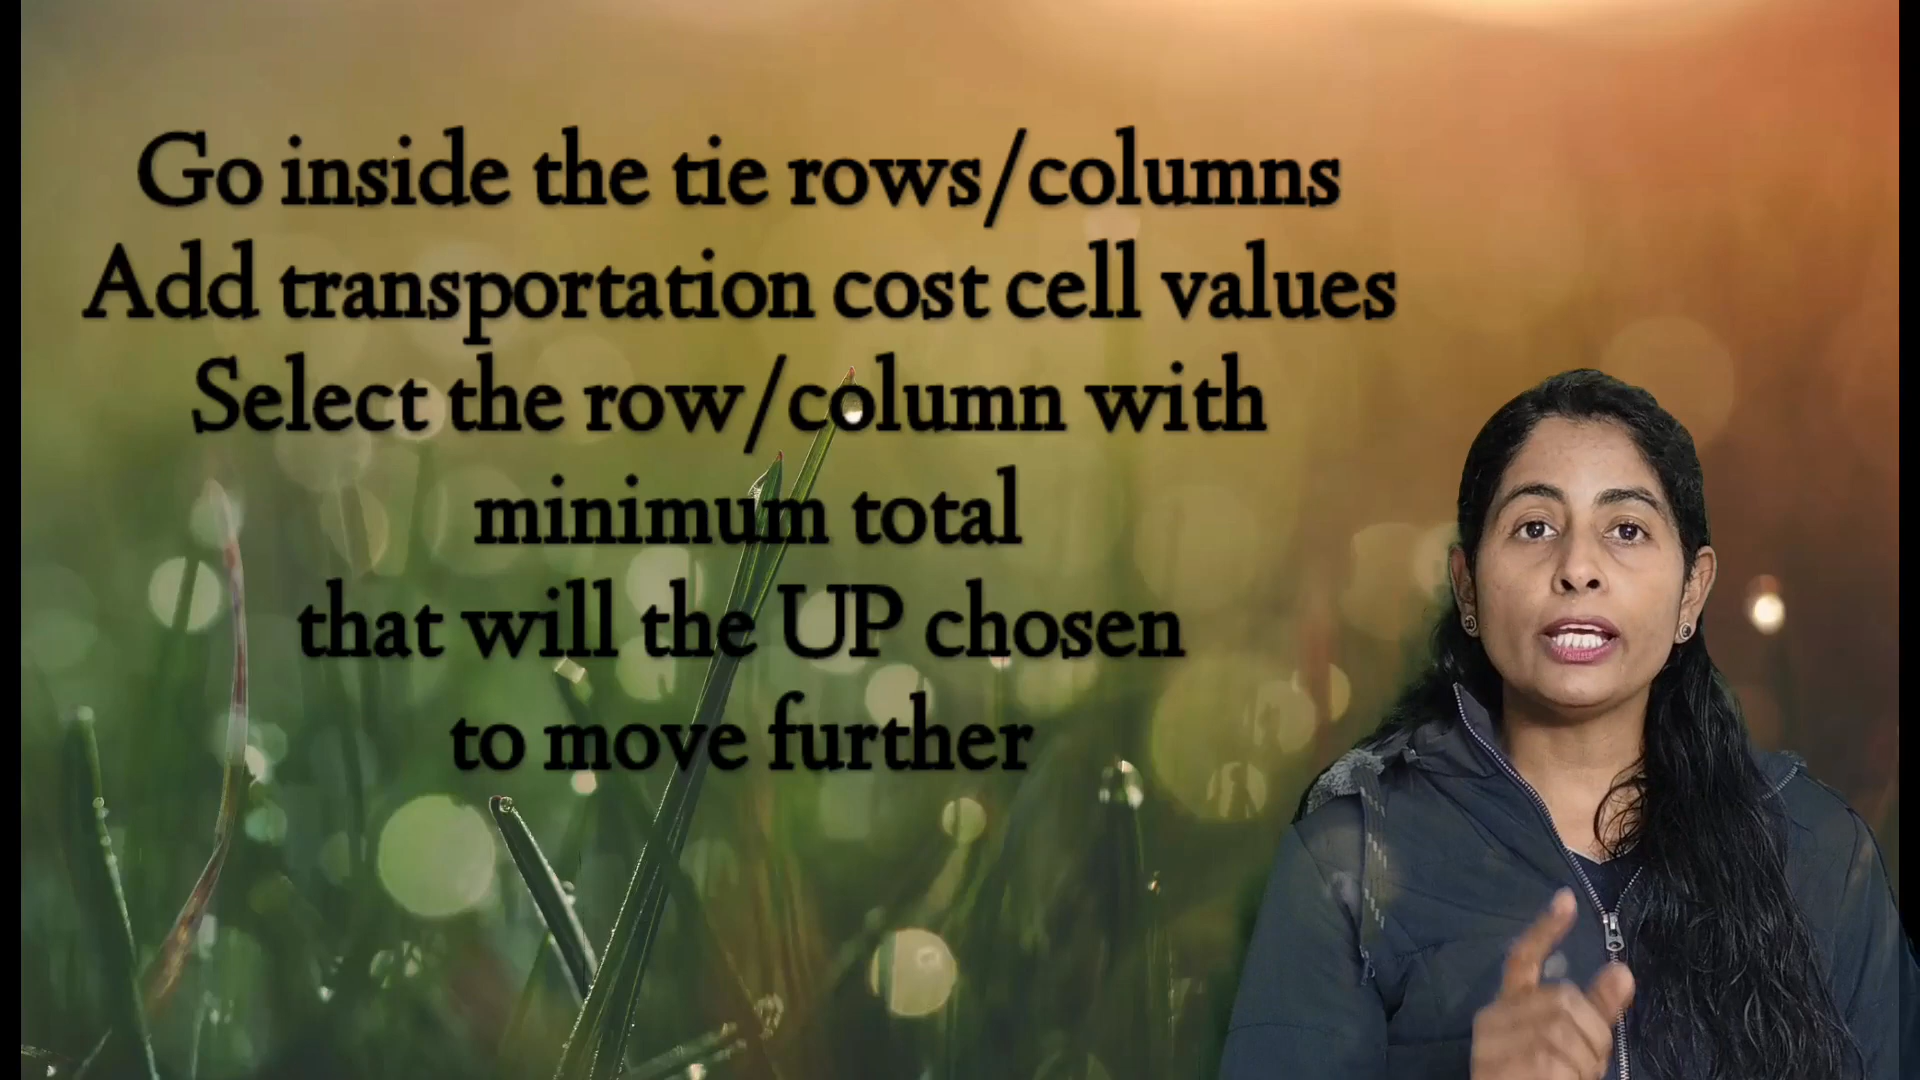 Go inside the tie rows/columns
Add transportation cost cell values
Select the row/column with
minimum total
that will the UP chosen
to move further